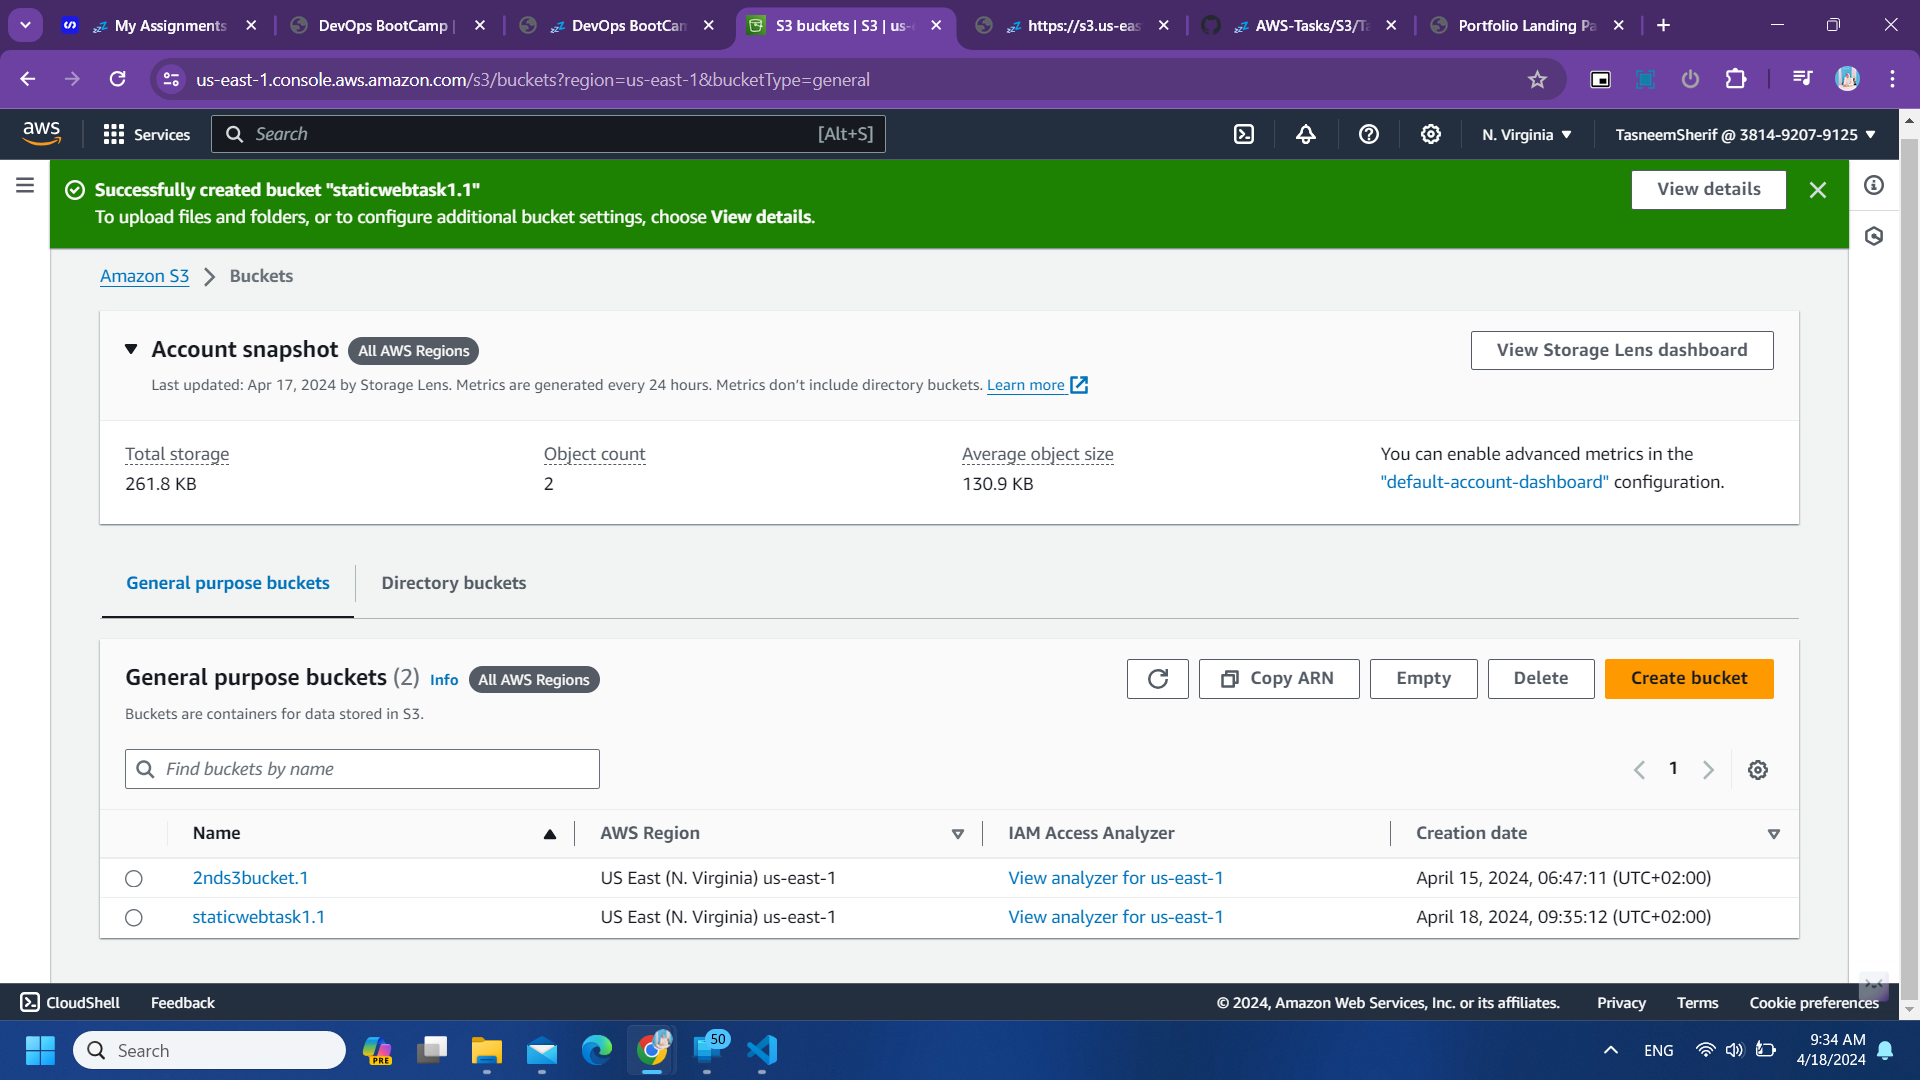 My Assignments
DevOps BootCamp |
DevOps BootCam
S3 buckets | S3 | us-
https://s3.us-eas
AWS-Tasks/S3/Ta
Portfolio Landing Pa
us-east-1.console.aws.amazon.com/s3/buckets?region=us-east-1&bucketType=general
aws
Services
Search
[Alt+S]
N. Virginia
TasneemSherif @ 3814-9207-9125
Successfully created bucket "staticwebtask1.1"
To upload files and folders, or to configure additional bucket settings, choose View details.
View details
Amazon S3
Buckets
Account snapshot
All AWS Regions
View Storage Lens dashboard
Last updated: Apr 17, 2024 by Storage Lens. Metrics are generated every 24 hours. Metrics don't include directory buckets. Learn more
Total storage
261.8 KB
Object count
2
Average object size
130.9 KB
You can enable advanced metrics in the
"default-account-dashboard" configuration.
General purpose buckets
Directory buckets
General purpose buckets (2)
Info
All AWS Regions
Copy ARN
Empty
Delete
Create bucket
Buckets are containers for data stored in S3.
Find buckets by name
1
Name
AWS Region
IAM Access Analyzer
Creation date
2nds3bucket.1
US East (N. Virginia) us-east-1
View analyzer for us-east-1
April 15, 2024, 06:47:11 (UTC+02:00)
staticwebtask1.1
US East (N. Virginia) us-east-1
View analyzer for us-east-1
April 18, 2024, 09:35:12 (UTC+02:00)
CloudShell
Feedback
© 2024, Amazon Web Services, Inc. or its affiliates.
Privacy
Terms
Cookie preferences
Search
PRE
50
ENG
9:34 AM
4/18/2024